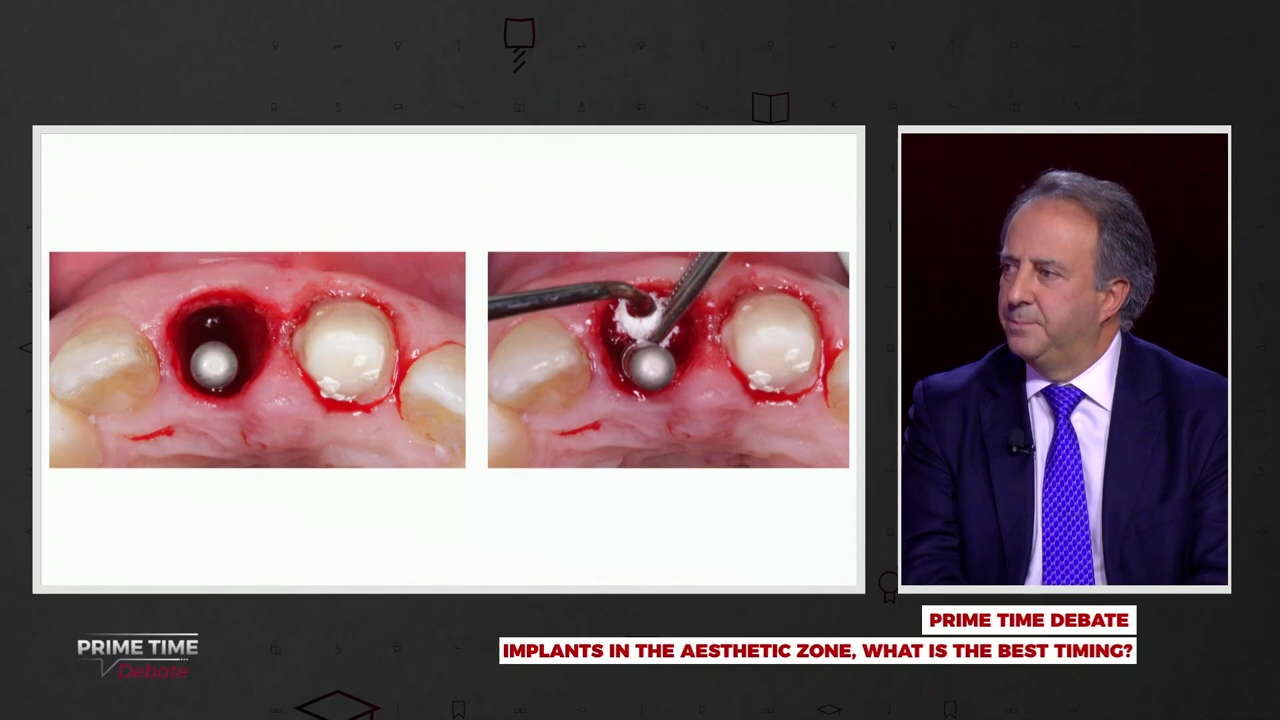 PRIME TIME DEBATE
IMPLANTS IN THE AESTHETIC ZONE, WHAT IS THE BEST TIMING?
PRIME TIME
Debate